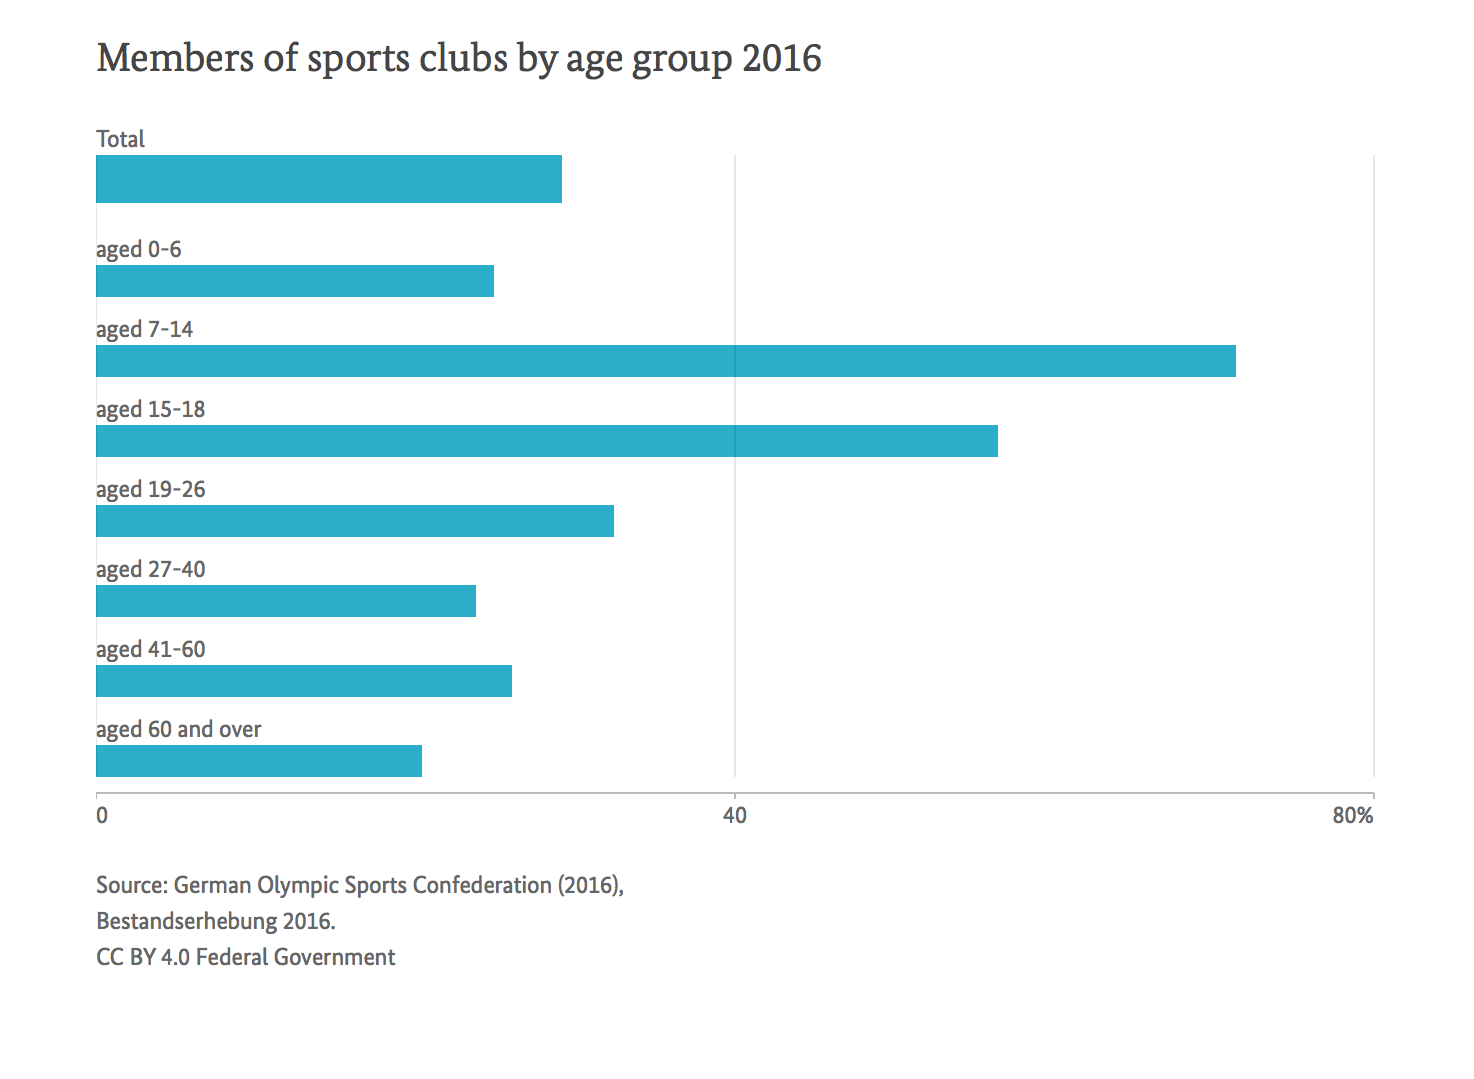 Members of sports clubs by age group 2016
Total
aged 0-6
aged 7-14
aged 15-18
aged 19-26
aged 27-40
aged 41-60
aged 60 and over
0 40 80%
Source: German Olympic Sports Confederation (2016),
Bestandserhebung 2016.
CC BY 4.0 Federal Government